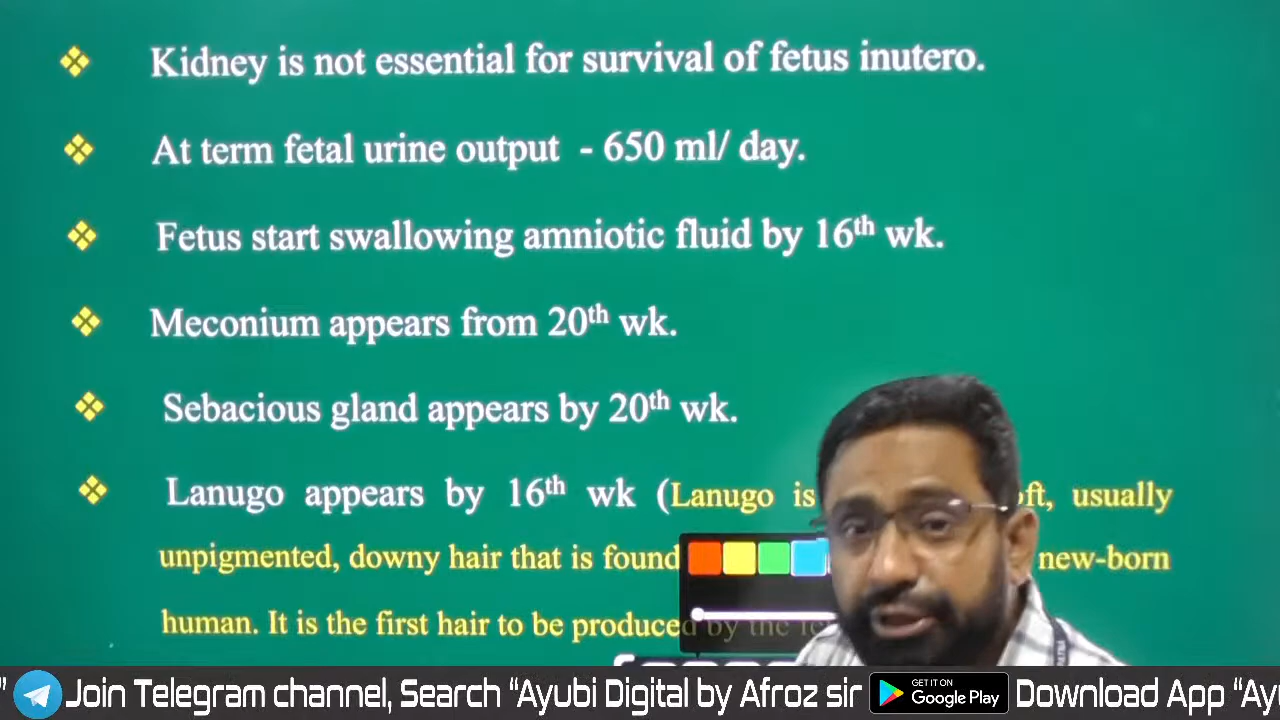 Kidney is not essential for survival of fetus inutero.
At term fetal urine output - 650 ml/ day.
Fetus start swallowing amniotic fluid by 16th wk.
Meconium appears from 20th wk.
Sebacious gland appears by 20th wk.
Lanugo appears by 16th wk (Lanugo is usually
unpigmented, downy hair that is found new-born
human. It is the first hair to be produced by the
" Join Telegram channel, Search “Ayubi Digital by Afroz sir GET IT ON Google Play Download App “Ay